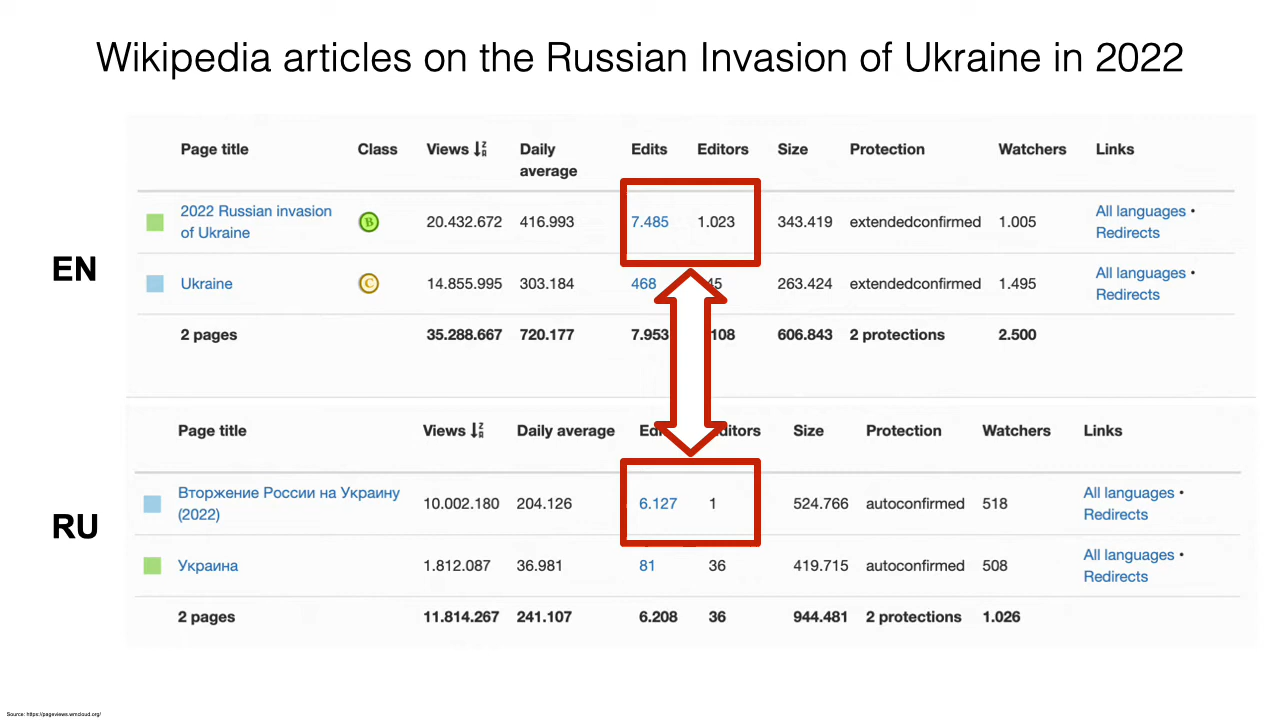 Wikipedia articles on the Russian Invasion of Ukraine in 2022
Page title Class Views Daily average Edits Editors Size Protection Watchers Links
EN
2022 Russian invasion of Ukraine B 20.432.672 416.993 7.485 1.023 343.419 extendedconfirmed 1.005 All languages • Redirects
Ukraine C 14.855.995 303.184 468 45 263.424 extendedconfirmed 1.495 All languages • Redirects
2 pages 35.288.667 720.177 7.953 606.843 2 protections 2.500
Page title Views Daily average Size Protection Watchers Links
RU
Вторжение России на Украину (2022) 10.002.180 204.126 6.127 1 524.766 autoconfirmed 518 All languages • Redirects
Украина 1.812.087 36.981 81 36 419.715 autoconfirmed 508 All languages • Redirects
2 pages 11.814.267 241.107 6.208 36 944.481 2 protections 1.026
Source: https://pageviews.wmcloud.org/